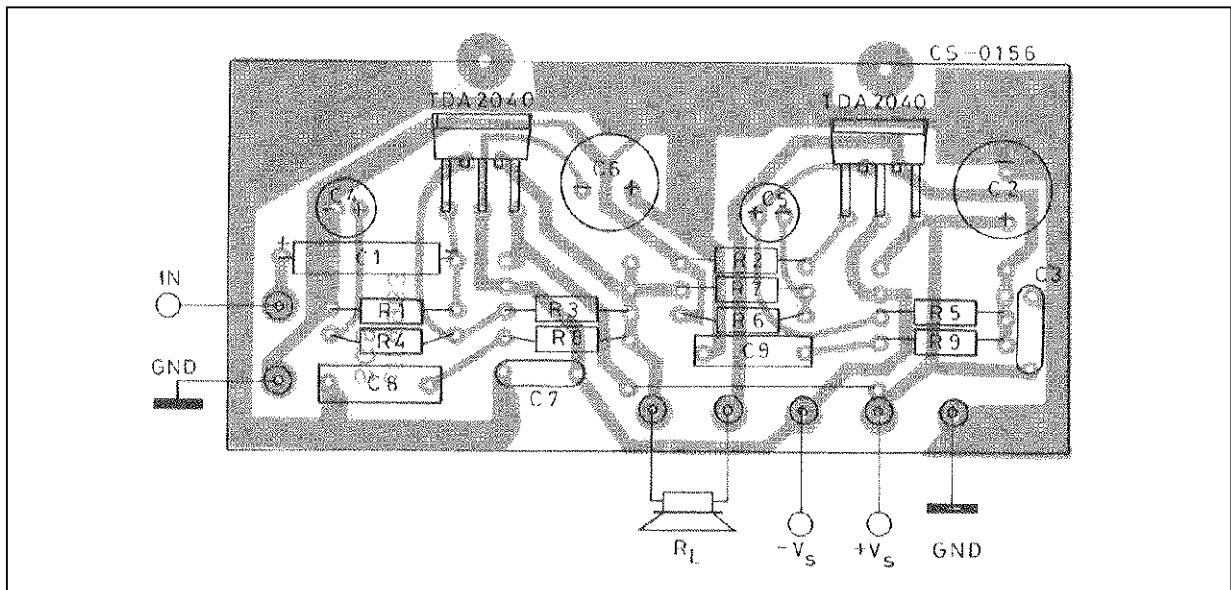 CS-0156
TDA2040
TDA2040
C4
C6
C5
C2
C1
R2
C3
IN
R7
R1
R3
R6
R5
R4
R8
C9
R9
GND
C8
C7
RL
-Vs
+Vs
GND